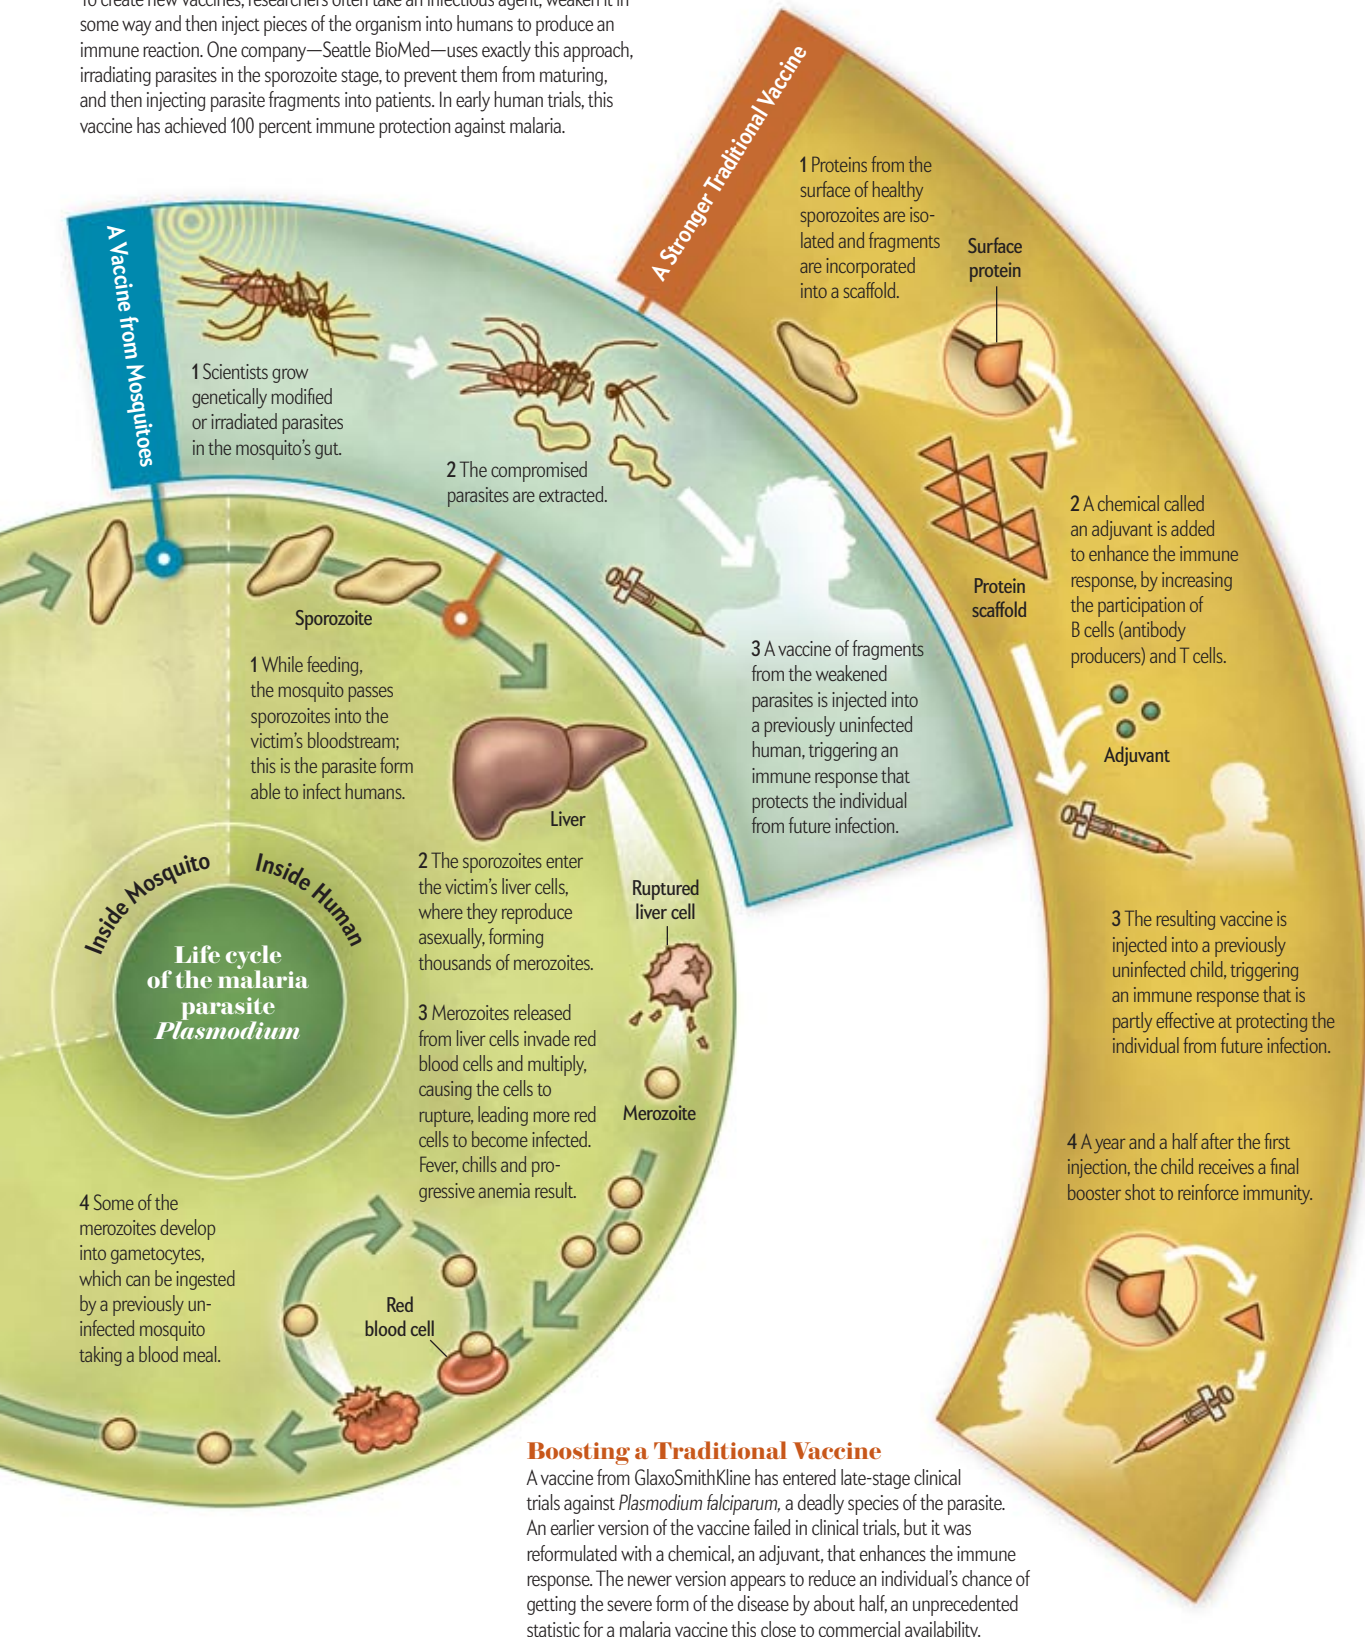 To create new vaccines, researchers often take an infectious agent, weaken it in
some way and then inject pieces of the organism into humans to produce an
immune reaction. One company—Seattle BioMed—uses exactly this approach,
irradiating parasites in the sporozoite stage, to prevent them from maturing,
and then injecting parasite fragments into patients. In early human trials, this
vaccine has achieved 100 percent immune protection against malaria.
A Vaccine from Mosquitoes
1 Scientists grow
genetically modified
or irradiated parasites
in the mosquito's gut.
2 The compromised
parasites are extracted.
3 A vaccine of fragments
from the weakened
parasites is injected into
a previously uninfected
human, triggering an
immune response that
protects the individual
from future infection.
A Stronger Traditional Vaccine
1 Proteins from the
surface of healthy
sporozoites are iso-
lated and fragments
are incorporated
into a scaffold.
Surface
protein
Protein
scaffold
2 A chemical called
an adjuvant is added
to enhance the immune
response, by increasing
the participation of
B cells (antibody
producers) and T cells.
Adjuvant
3 The resulting vaccine is
injected into a previously
uninfected child, triggering
an immune response that is
partly effective at protecting the
individual from future infection.
4 A year and a half after the first
injection, the child receives a final
booster shot to reinforce immunity.
Sporozoite
1 While feeding,
the mosquito passes
sporozoites into the
victim's bloodstream;
this is the parasite form
able to infect humans.
Liver
Inside Mosquito
Inside Human
Life cycle
of the malaria
parasite
Plasmodium
2 The sporozoites enter
the victim's liver cells,
where they reproduce
asexually, forming
thousands of merozoites.
Ruptured
liver cell
3 Merozoites released
from liver cells invade red
blood cells and multiply,
causing the cells to
rupture, leading more red
cells to become infected.
Fever, chills and pro-
gressive anemia result.
Merozoite
4 Some of the
merozoites develop
into gametocytes,
which can be ingested
by a previously un-
infected mosquito
taking a blood meal.
Red
blood cell
Boosting a Traditional Vaccine
A vaccine from GlaxoSmithKline has entered late-stage clinical
trials against Plasmodium falciparum, a deadly species of the parasite.
An earlier version of the vaccine failed in clinical trials, but it was
reformulated with a chemical, an adjuvant, that enhances the immune
response. The newer version appears to reduce an individual's chance of
getting the severe form of the disease by about half, an unprecedented
statistic for a malaria vaccine this close to commercial availability.